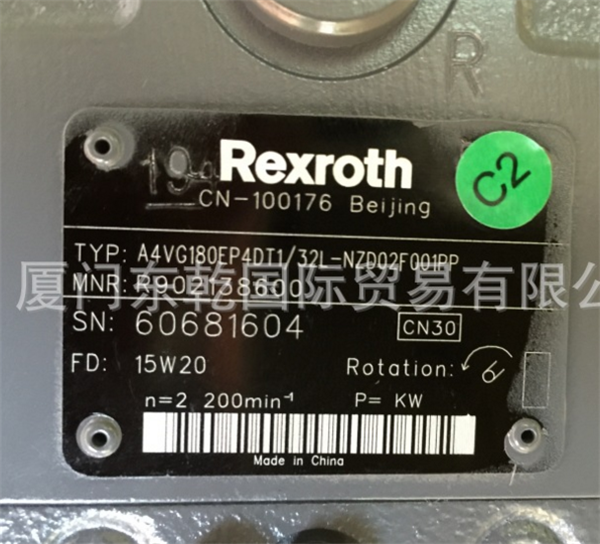 R
Rexroth
C2
CN-100176 Beijing
TYP: A4VG180EP4DT1/32L-NZD02F001PP
厦门东乾国际贸易有限公
MNR: R902138600
SN: 60681604
CN30
FD: 15W20
Rotation:
n=2 200min⁻¹ P= KW
Made in China